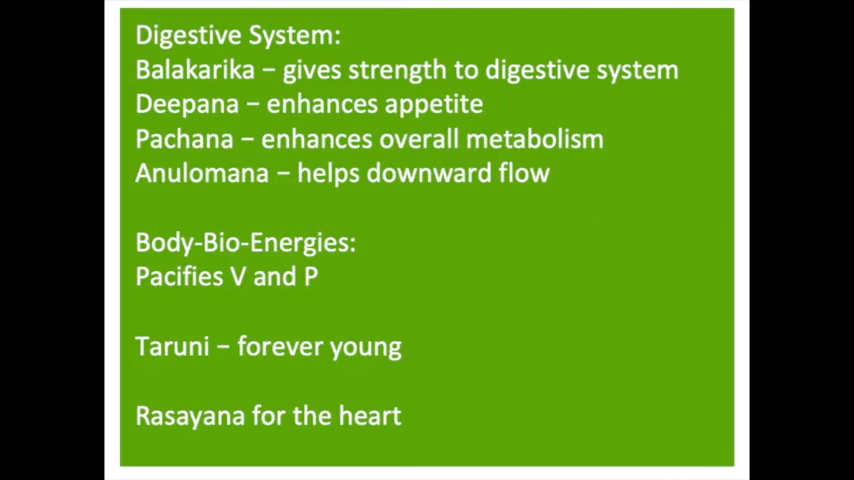 Digestive System:
Balakarika – gives strength to digestive system
Deepana – enhances appetite
Pachana – enhances overall metabolism
Anulomana – helps downward flow
Body-Bio-Energies:
Pacifies V and P
Taruni – forever young
Rasayana for the heart